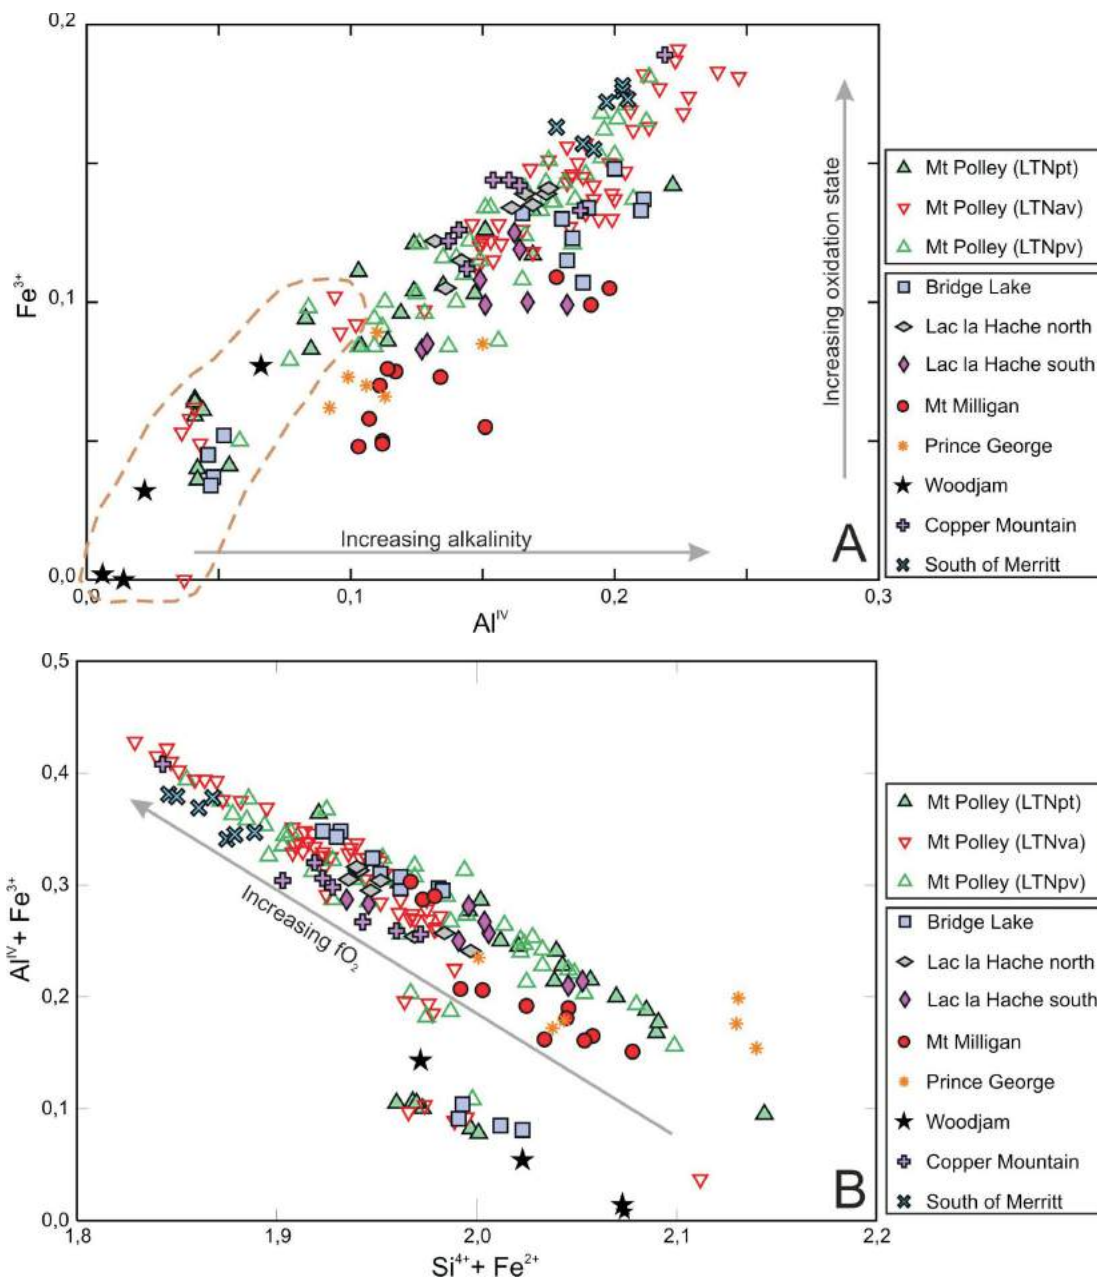 0,2
Fe³⁺
0,1
0,0
0,0
0,1
0,2
0,3
Al^IV
Increasing alkalinity
Increasing oxidation state
A
Mt Polley (LTNpt)
Mt Polley (LTNav)
Mt Polley (LTNpv)
Bridge Lake
Lac la Hache north
Lac la Hache south
Mt Milligan
Prince George
Woodjam
Copper Mountain
South of Merritt
0,5
0,4
0,3
0,2
0,1
0,0
Al^IV+ Fe³⁺
1,8
1,9
2,0
2,1
2,2
Si⁴⁺+ Fe²⁺
Increasing fO₂
B
Mt Polley (LTNpt)
Mt Polley (LTNva)
Mt Polley (LTNpv)
Bridge Lake
Lac la Hache north
Lac la Hache south
Mt Milligan
Prince George
Woodjam
Copper Mountain
South of Merritt